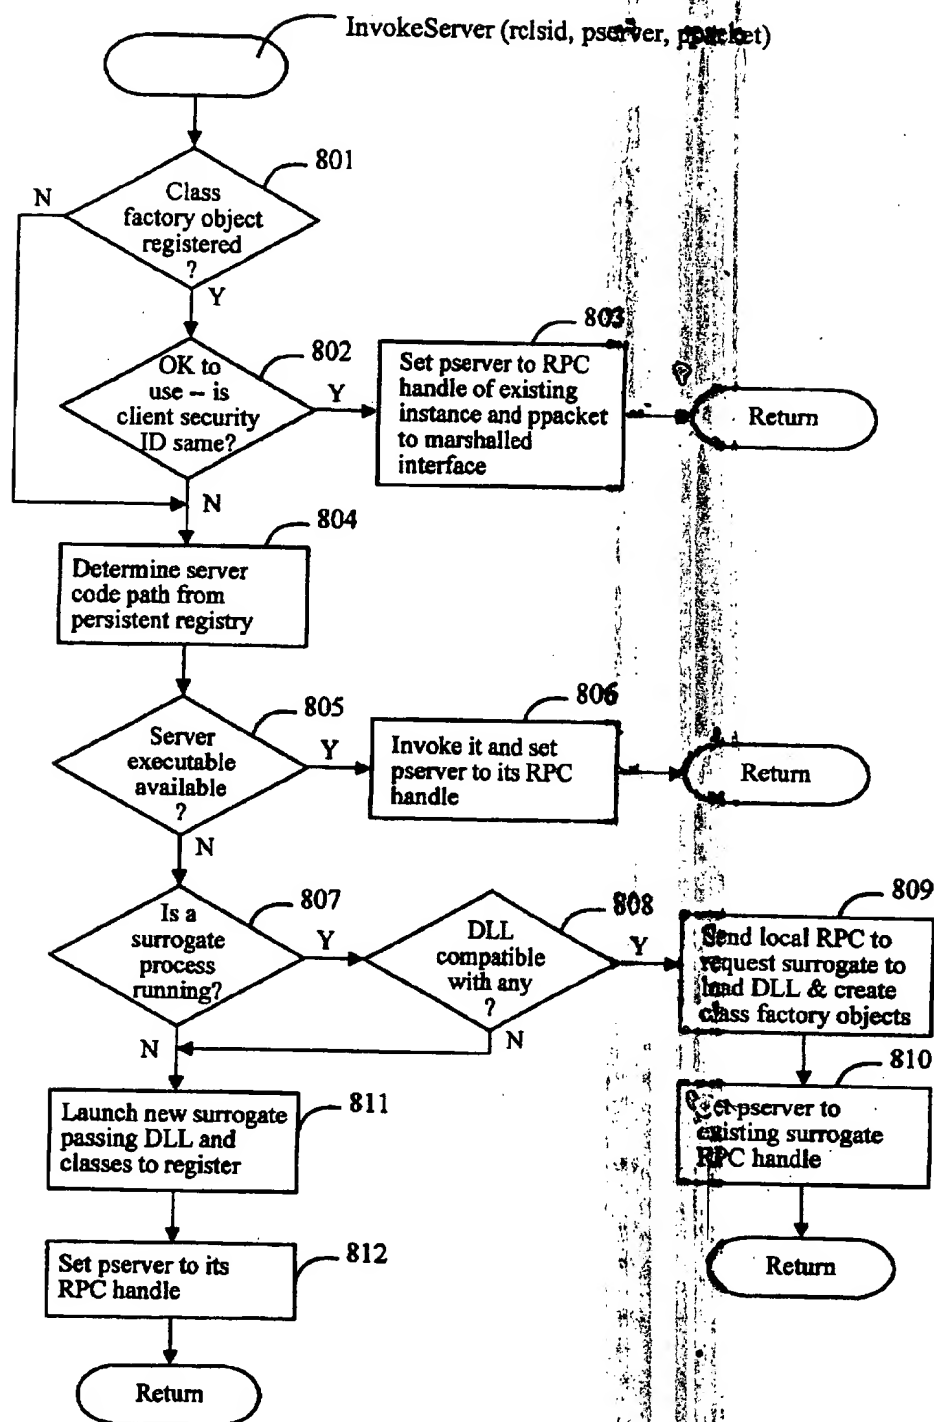 InvokeServer (rclsid, pserver, ppacket)
801
Class
factory object
registered
?
N
Y
802
OK to
use – is
client security
ID same?
Y
N
803
Set pserver to RPC
handle of existing
instance and ppacket
to marshalled
interface
Return
804
Determine server
code path from
persistent registry
805
Server
executable
available
?
Y
N
806
Invoke it and set
pserver to its RPC
handle
Return
807
Is a
surrogate
process
running?
Y
N
808
DLL
compatible
with any
?
Y
N
809
Send local RPC to
request surrogate to
load DLL & create
class factory objects
810
Set pserver to
existing surrogate
RPC handle
Return
811
Launch new surrogate
passing DLL and
classes to register
812
Set pserver to its
RPC handle
Return